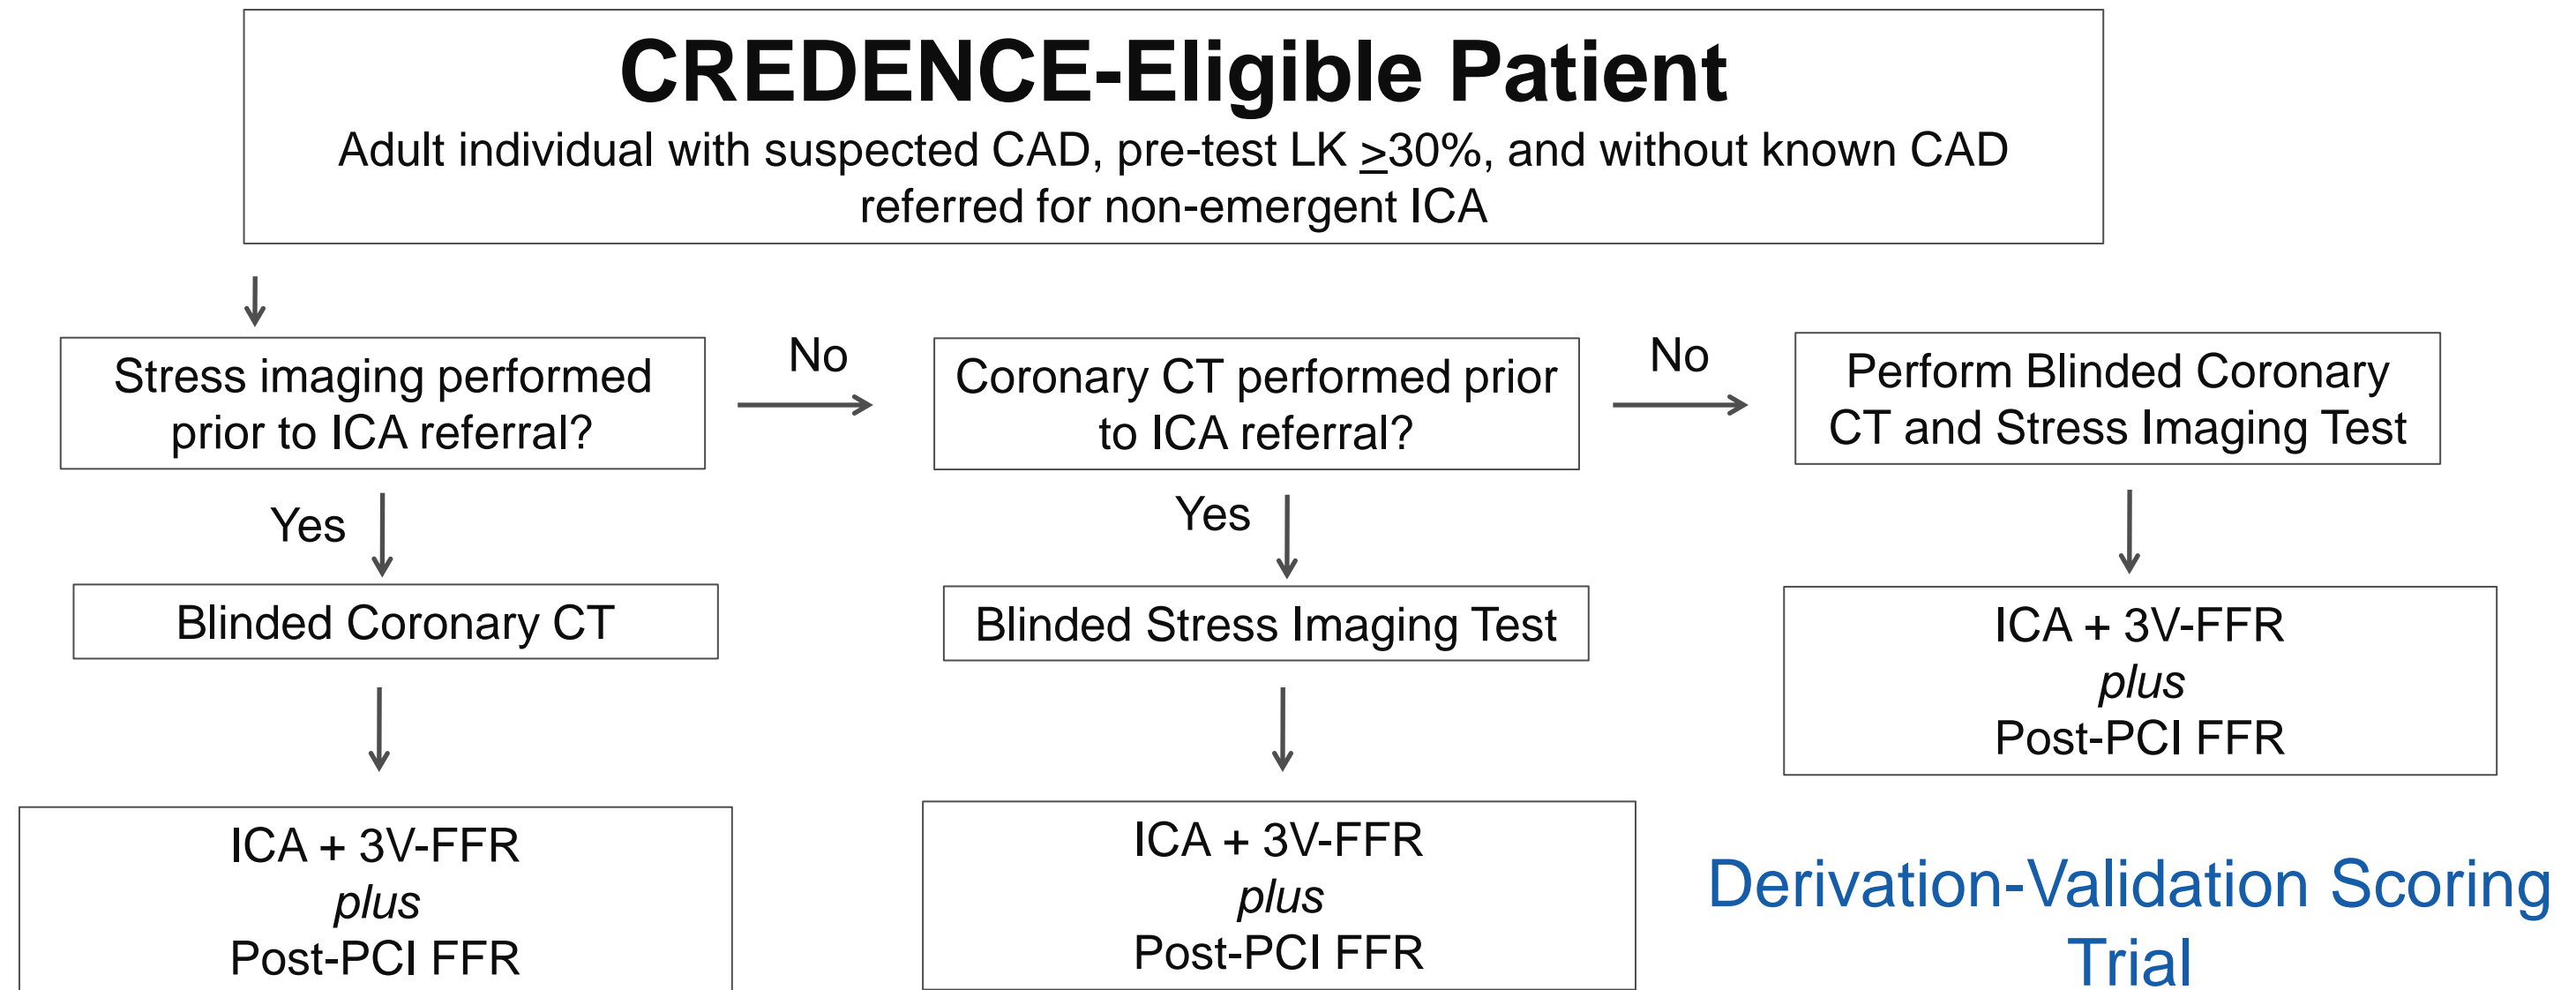 CREDENCE-Eligible Patient
Adult individual with suspected CAD, pre-test LK ≥30%, and without known CAD
referred for non-emergent ICA
Stress imaging performed
prior to ICA referral?
No
Coronary CT performed prior
to ICA referral?
No
Perform Blinded Coronary
CT and Stress Imaging Test
Yes
Yes
Blinded Coronary CT
Blinded Stress Imaging Test
ICA + 3V-FFR
plus
Post-PCI FFR
ICA + 3V-FFR
plus
Post-PCI FFR
ICA + 3V-FFR
plus
Post-PCI FFR
Derivation-Validation Scoring
Trial